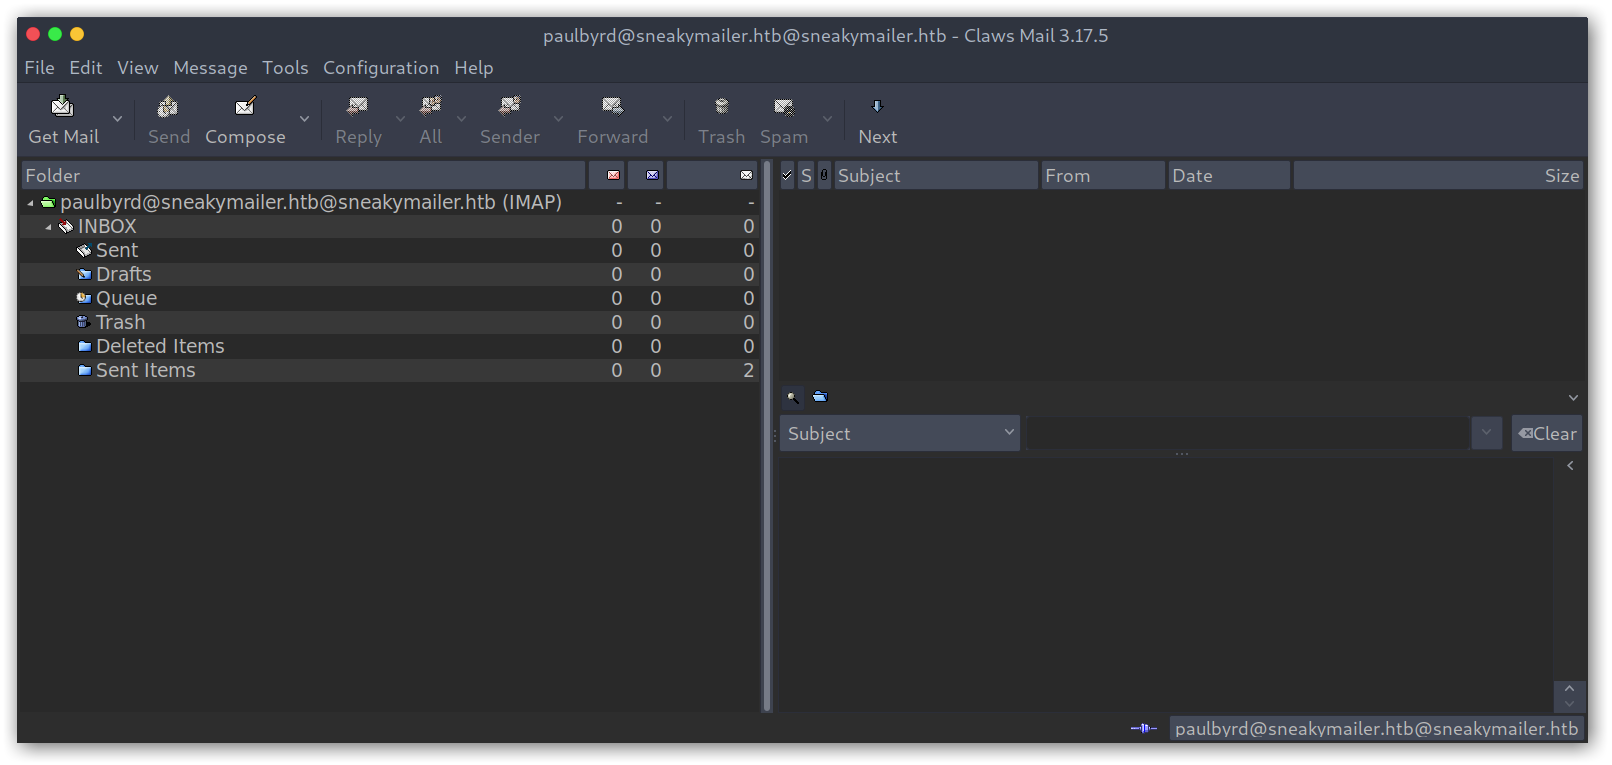 paulbyrd@sneakymailer.htb@sneakymailer.htb - Claws Mail 3.17.5
File Edit View Message Tools Configuration Help
Get Mail Send Compose Reply All Sender Forward Trash Spam Next
Folder
paulbyrd@sneakymailer.htb@sneakymailer.htb (IMAP) - - -
INBOX 0 0 0
Sent 0 0 0
Drafts 0 0 0
Queue 0 0 0
Trash 0 0 0
Deleted Items 0 0 0
Sent Items 0 0 2
S Subject From Date Size
Subject Clear
paulbyrd@sneakymailer.htb@sneakymailer.htb